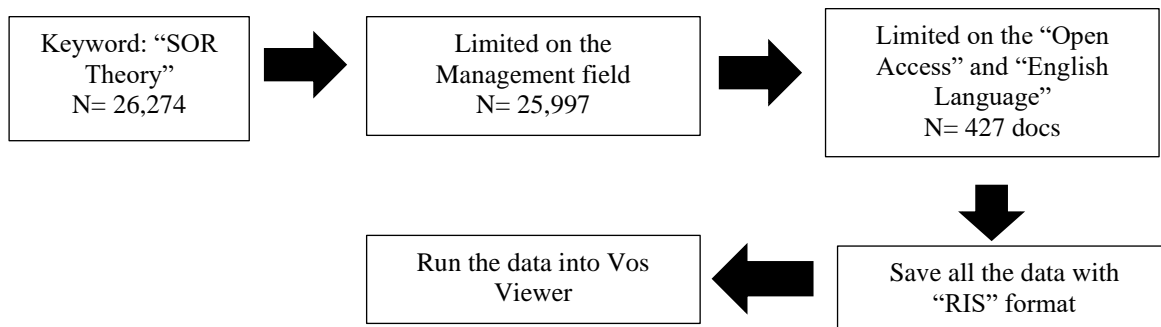 Keyword: “SOR
Theory”
N= 26,274
Limited on the
Management field
N= 25,997
Limited on the “Open
Access” and “English
Language”
N= 427 docs
Save all the data with
“RIS” format
Run the data into Vos
Viewer